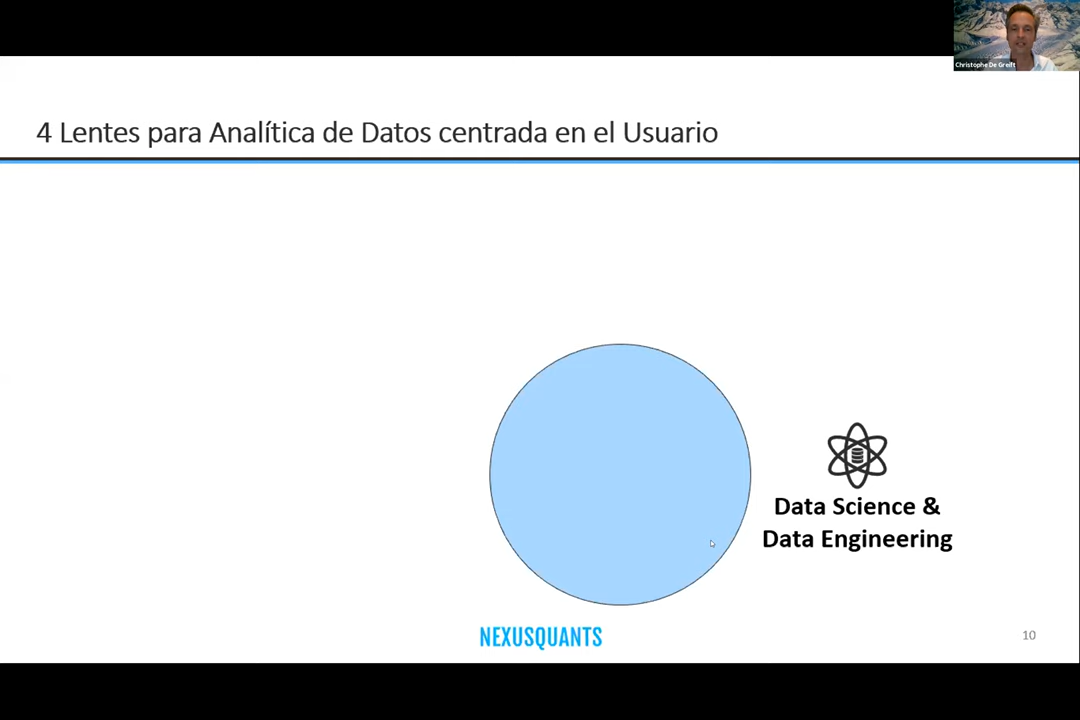 Christophe De Greift
4 Lentes para Analítica de Datos centrada en el Usuario
Data Science &
Data Engineering
NEXUSQUANTS
10